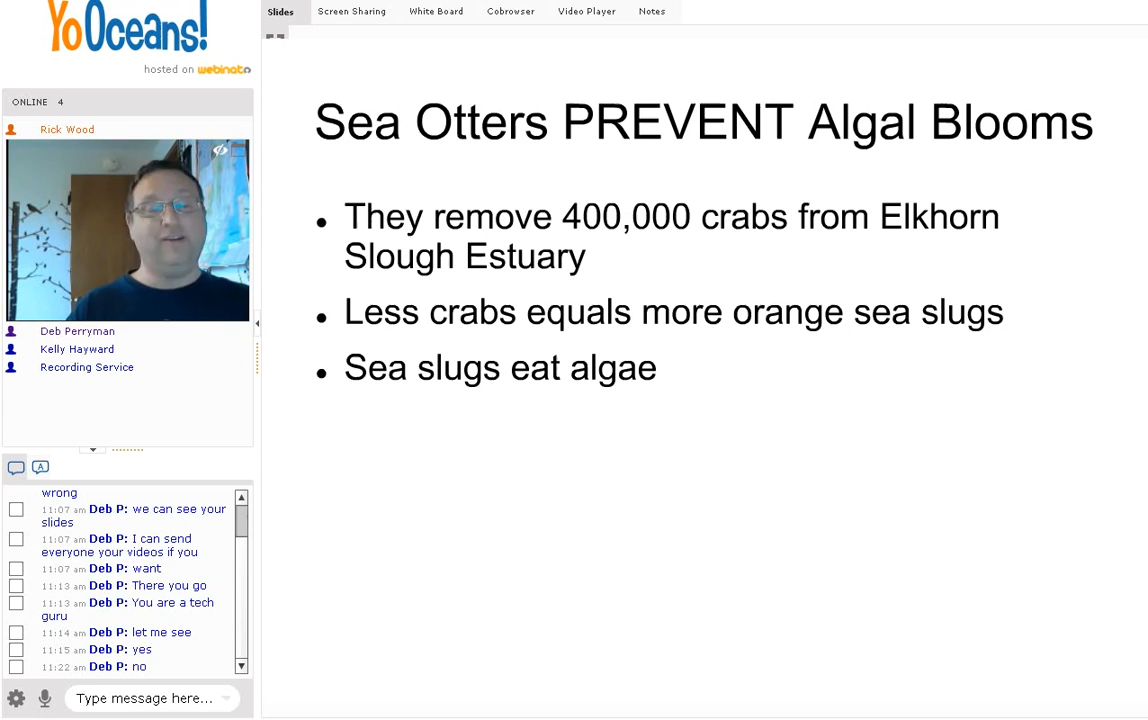 YoOceans!
hosted on webinato
ONLINE 4
Rick Wood
Deb Perryman
Kelly Hayward
Recording Service
A
wrong
11:07 am Deb P: we can see your
slides
11:07 am Deb P: I can send
everyone your videos if you
11:07 am Deb P: want
11:13 am Deb P: There you go
11:13 am Deb P: You are a tech
guru
11:14 am Deb P: let me see
11:15 am Deb P: yes
11:22 am Deb P: no
Type message here...
Slides Screen Sharing White Board Cobrowser Video Player Notes
Sea Otters PREVENT Algal Blooms
• They remove 400,000 crabs from Elkhorn
Slough Estuary
• Less crabs equals more orange sea slugs
• Sea slugs eat algae